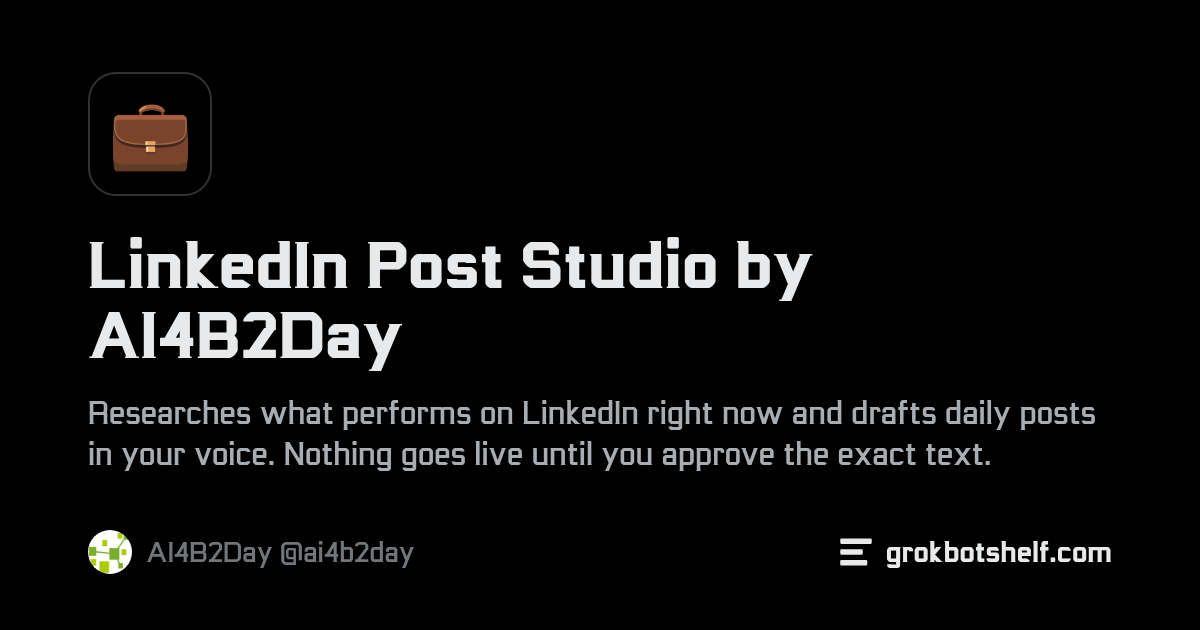 LinkedIn Post Studio by
AI4B2Day
Researches what performs on LinkedIn right now and drafts daily posts
in your voice. Nothing goes live until you approve the exact text.
AI4B2Day @ai4b2day
grokbotshelf.com